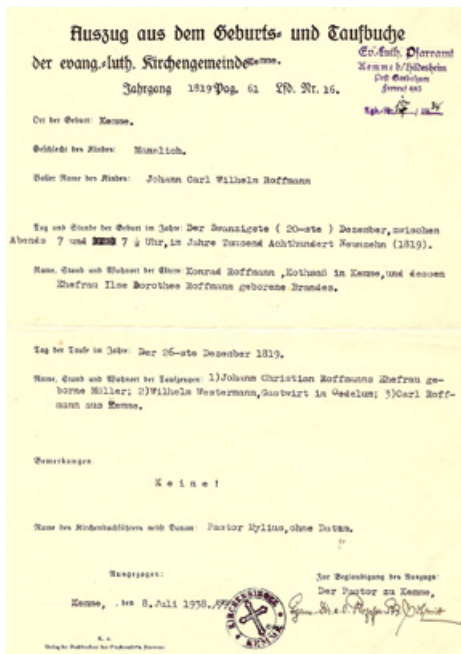 Auszug aus dem Geburts- und Taufbuche
der evang.-luth. Kirchengemeinde Kemme.
Ev.-luth. Pfarramt
Kemme b/Hildesheim
Post
Jahrgang 1819 Pag. 61 Lfd. Nr. 16.
Ort der Geburt: Kemme.
Geschlecht des Kindes: Männlich.
Voller Name des Kindes: Johann Carl Wilhelm Roffmann
Tag und Stunde der Geburt im Jahre: Der Zwanzigste ( 20-ste ) Dezember, zwischen
Abends 7 und 7 ½ Uhr, im Jahre Tausend Achthundert Neunzehn (1819).
Name, Stand und Wohnort der Eltern: Konrad Roffmann ,Kothsaß in Kemme, und dessen
Ehefrau Ilse Dorothee Roffmann geborene Brandes.
Tag der Taufe im Jahre: Der 26-ste Dezember 1819.
Name, Stand und Wohnort der Taufzeugen: 1)Johann Christian Roffmanns Ehefrau ge-
borne Möller; 2)Wilhelm Westermann, Gastwirt in Oedelum; 3)Carl Roff-
mann aus Kemme.
Bemerkungen:
Keine!
Name des Kirchenbuchführers nebst Datum: Pastor Mylius, ohne Datum.
Ausgezogen:
Zur Beglaubigung des Auszugs:
Der Pastor zu Kemme,
Kemme, den 8. Juli 1938.
KIRCHENSIEGEL
KEMME